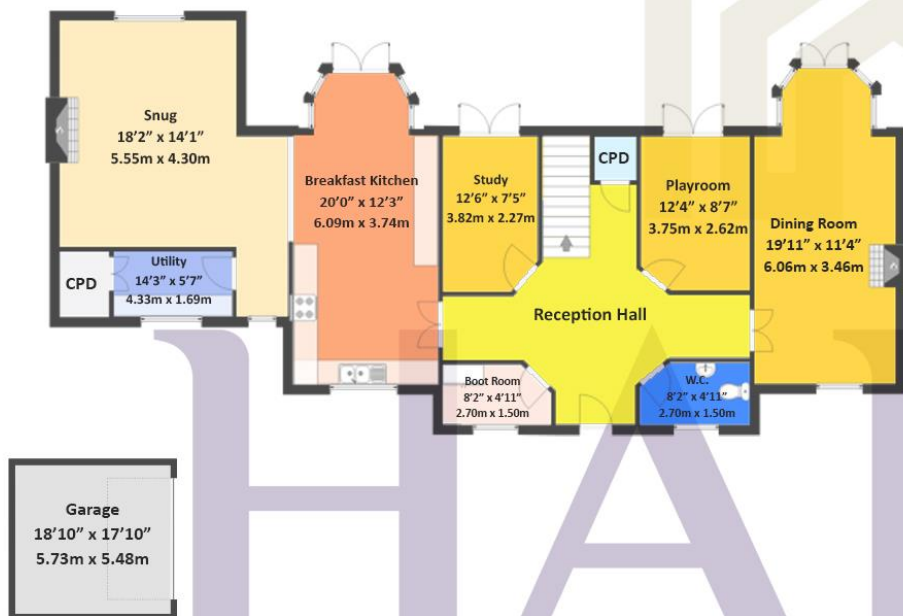 Snug
18’2” x 14’1”
5.55m x 4.30m
Breakfast Kitchen
20’0” x 12’3”
6.09m x 3.74m
Study
12’6” x 7’5”
3.82m x 2.27m
CPD
Playroom
12’4” x 8’7”
3.75m x 2.62m
Dining Room
19’11” x 11’4”
6.06m x 3.46m
CPD
Utility
14’3” x 5’7”
4.33m x 1.69m
Reception Hall
Boot Room
8’2” x 4’11”
2.70m x 1.50m
W.C.
8’2” x 4’11”
2.70m x 1.50m
Garage
18’10” x 17’10”
5.73m x 5.48m
HA